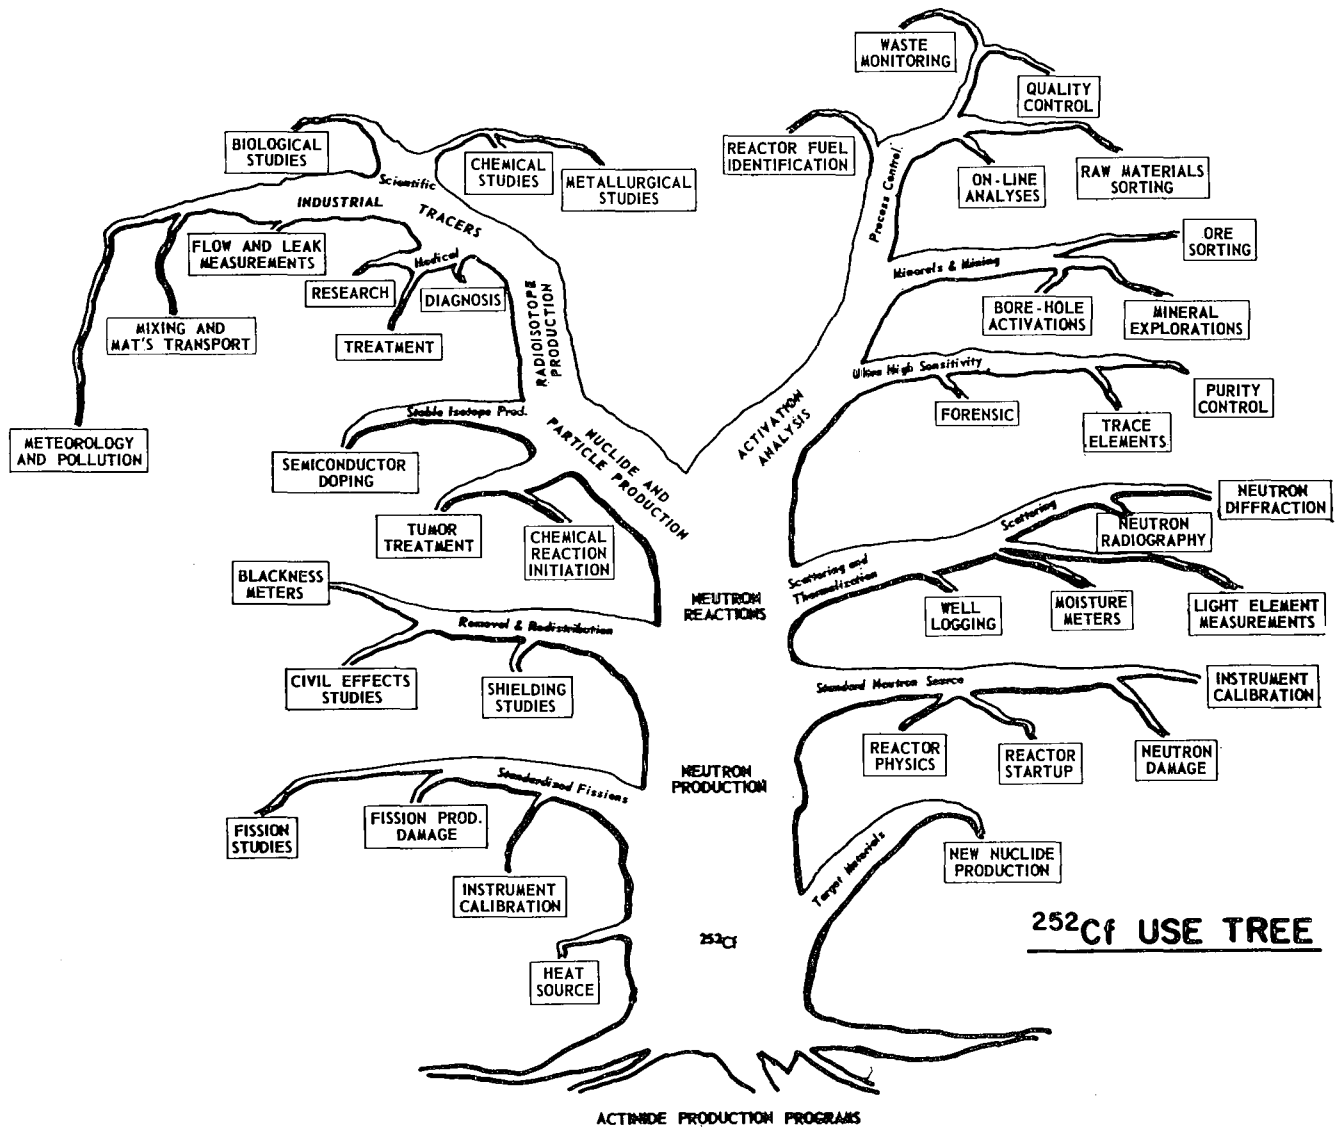 WASTE
MONITORING
QUALITY
CONTROL
REACTOR FUEL
IDENTIFICATION
ON-LINE
ANALYSES
RAW MATERIALS
SORTING
Process Control
BIOLOGICAL
STUDIES
CHEMICAL
STUDIES
METALLURGICAL
STUDIES
Scientific
INDUSTRIAL
TRACERS
FLOW AND LEAK
MEASUREMENTS
Medical
RESEARCH
DIAGNOSIS
TREATMENT
MIXING AND
MAT'S TRANSPORT
METEOROLOGY
AND POLLUTION
RADIOISOTOPE
PRODUCTION
ORE
SORTING
Minerals & Mining
BORE-HOLE
ACTIVATIONS
MINERAL
EXPLORATIONS
Ultra High Sensitivity
FORENSIC
TRACE
ELEMENTS
PURITY
CONTROL
ACTIVATION
ANALYSIS
Stable Isotope Prod.
SEMICONDUCTOR
DOPING
NUCLIDE AND
PARTICLE PRODUCTION
TUMOR
TREATMENT
CHEMICAL
REACTION
INITIATION
Scattering
NEUTRON
DIFFRACTION
NEUTRON
RADIOGRAPHY
Scattering and
Thermalization
WELL
LOGGING
MOISTURE
METERS
LIGHT ELEMENT
MEASUREMENTS
BLACKNESS
METERS
NEUTRON
REACTIONS
Removal & Redistribution
CIVIL EFFECTS
STUDIES
SHIELDING
STUDIES
Standard Neutron Source
INSTRUMENT
CALIBRATION
REACTOR
PHYSICS
REACTOR
STARTUP
NEUTRON
DAMAGE
NEUTRON
PRODUCTION
Standardized Fissions
FISSION
STUDIES
FISSION PROD.
DAMAGE
INSTRUMENT
CALIBRATION
Target Materials
NEW NUCLIDE
PRODUCTION
252Cf
HEAT
SOURCE
252Cf USE TREE
ACTINIDE PRODUCTION PROGRAMS